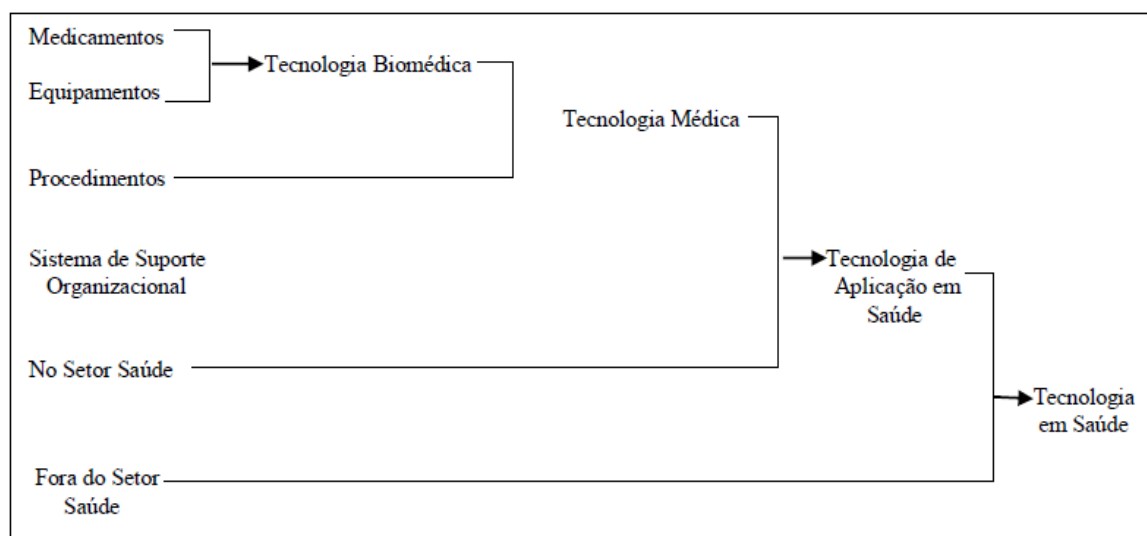 Medicamentos
Tecnologia Biomédica
Equipamentos
Tecnologia Médica
Procedimentos
Sistema de Suporte
Organizacional
Tecnologia de
Aplicação em
Saúde
No Setor Saúde
Tecnologia
em Saúde
Fora do Setor
Saúde